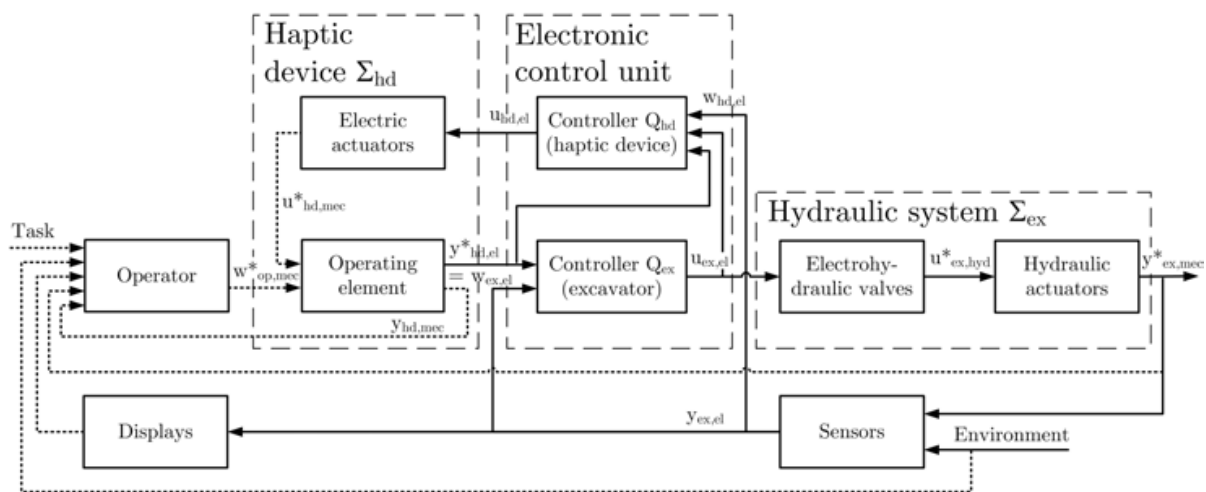 Haptic
device Σhd
Electronic
control unit
whd,el
uhd,el
Electric
actuators
Controller Qhd
(haptic device)
u*hd,mec
Hydraulic system Σex
Task
Operator
w*op,mec
Operating
element
y*hd,el
= wex,el
Controller Qex
(excavator)
uex,el
Electrohy-
draulic valves
u*ex,hyd
Hydraulic
actuators
y*ex,mec
yhd,mec
Displays
yex,el
Sensors
Environment